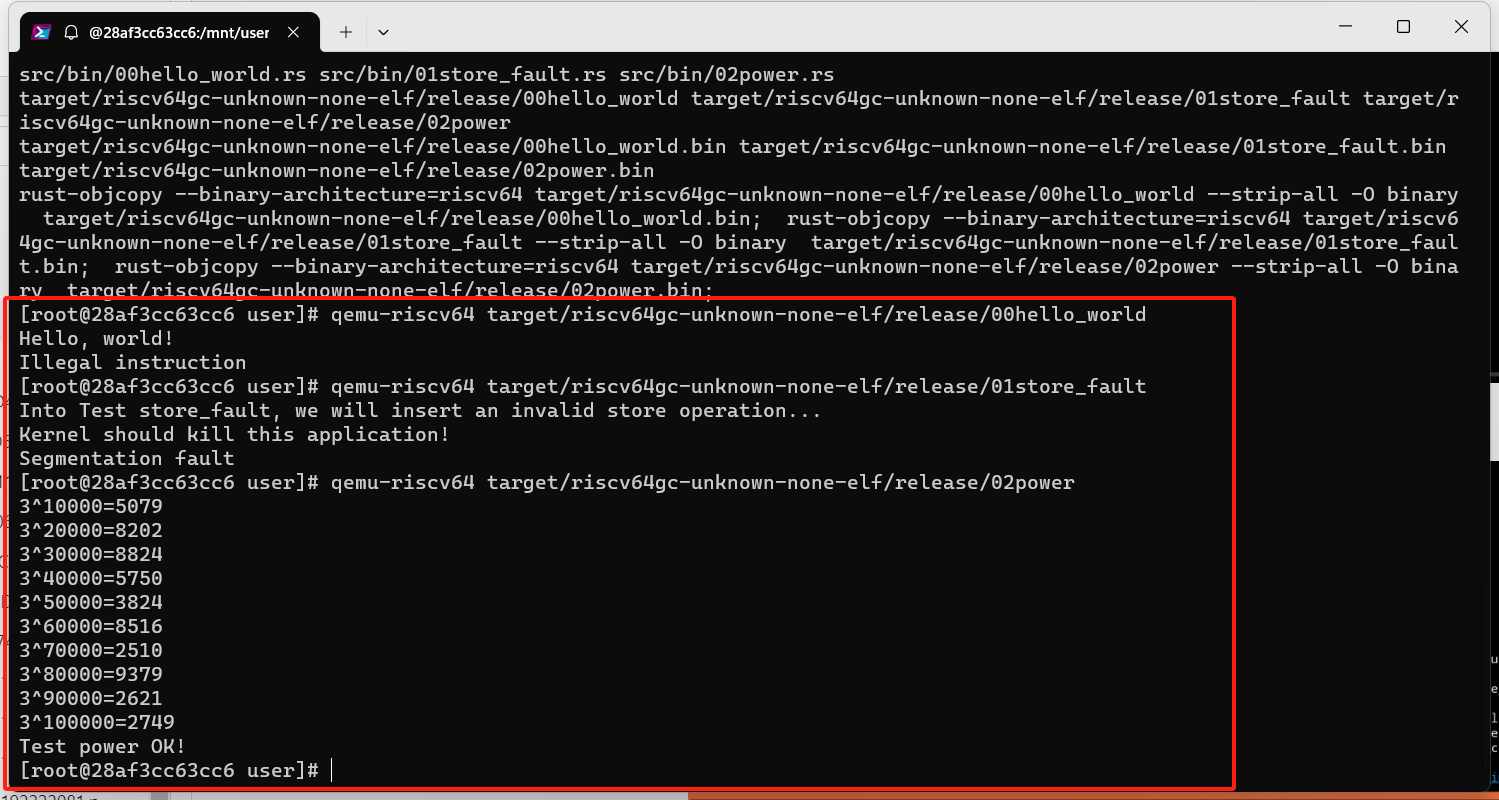 @28af3cc63cc6:/mnt/user
src/bin/00hello_world.rs src/bin/01store_fault.rs src/bin/02power.rs
target/riscv64gc-unknown-none-elf/release/00hello_world target/riscv64gc-unknown-none-elf/release/01store_fault target/r
iscv64gc-unknown-none-elf/release/02power
target/riscv64gc-unknown-none-elf/release/00hello_world.bin target/riscv64gc-unknown-none-elf/release/01store_fault.bin
target/riscv64gc-unknown-none-elf/release/02power.bin
rust-objcopy --binary-architecture=riscv64 target/riscv64gc-unknown-none-elf/release/00hello_world --strip-all -O binary
  target/riscv64gc-unknown-none-elf/release/00hello_world.bin;  rust-objcopy --binary-architecture=riscv64 target/riscv6
4gc-unknown-none-elf/release/01store_fault --strip-all -O binary  target/riscv64gc-unknown-none-elf/release/01store_faul
t.bin;  rust-objcopy --binary-architecture=riscv64 target/riscv64gc-unknown-none-elf/release/02power --strip-all -O bina
ry  target/riscv64gc-unknown-none-elf/release/02power.bin;
[root@28af3cc63cc6 user]# qemu-riscv64 target/riscv64gc-unknown-none-elf/release/00hello_world
Hello, world!
Illegal instruction
[root@28af3cc63cc6 user]# qemu-riscv64 target/riscv64gc-unknown-none-elf/release/01store_fault
Into Test store_fault, we will insert an invalid store operation...
Kernel should kill this application!
Segmentation fault
[root@28af3cc63cc6 user]# qemu-riscv64 target/riscv64gc-unknown-none-elf/release/02power
3^10000=5079
3^20000=8202
3^30000=8824
3^40000=5750
3^50000=3824
3^60000=8516
3^70000=2510
3^80000=9379
3^90000=2621
3^100000=2749
Test power OK!
[root@28af3cc63cc6 user]#